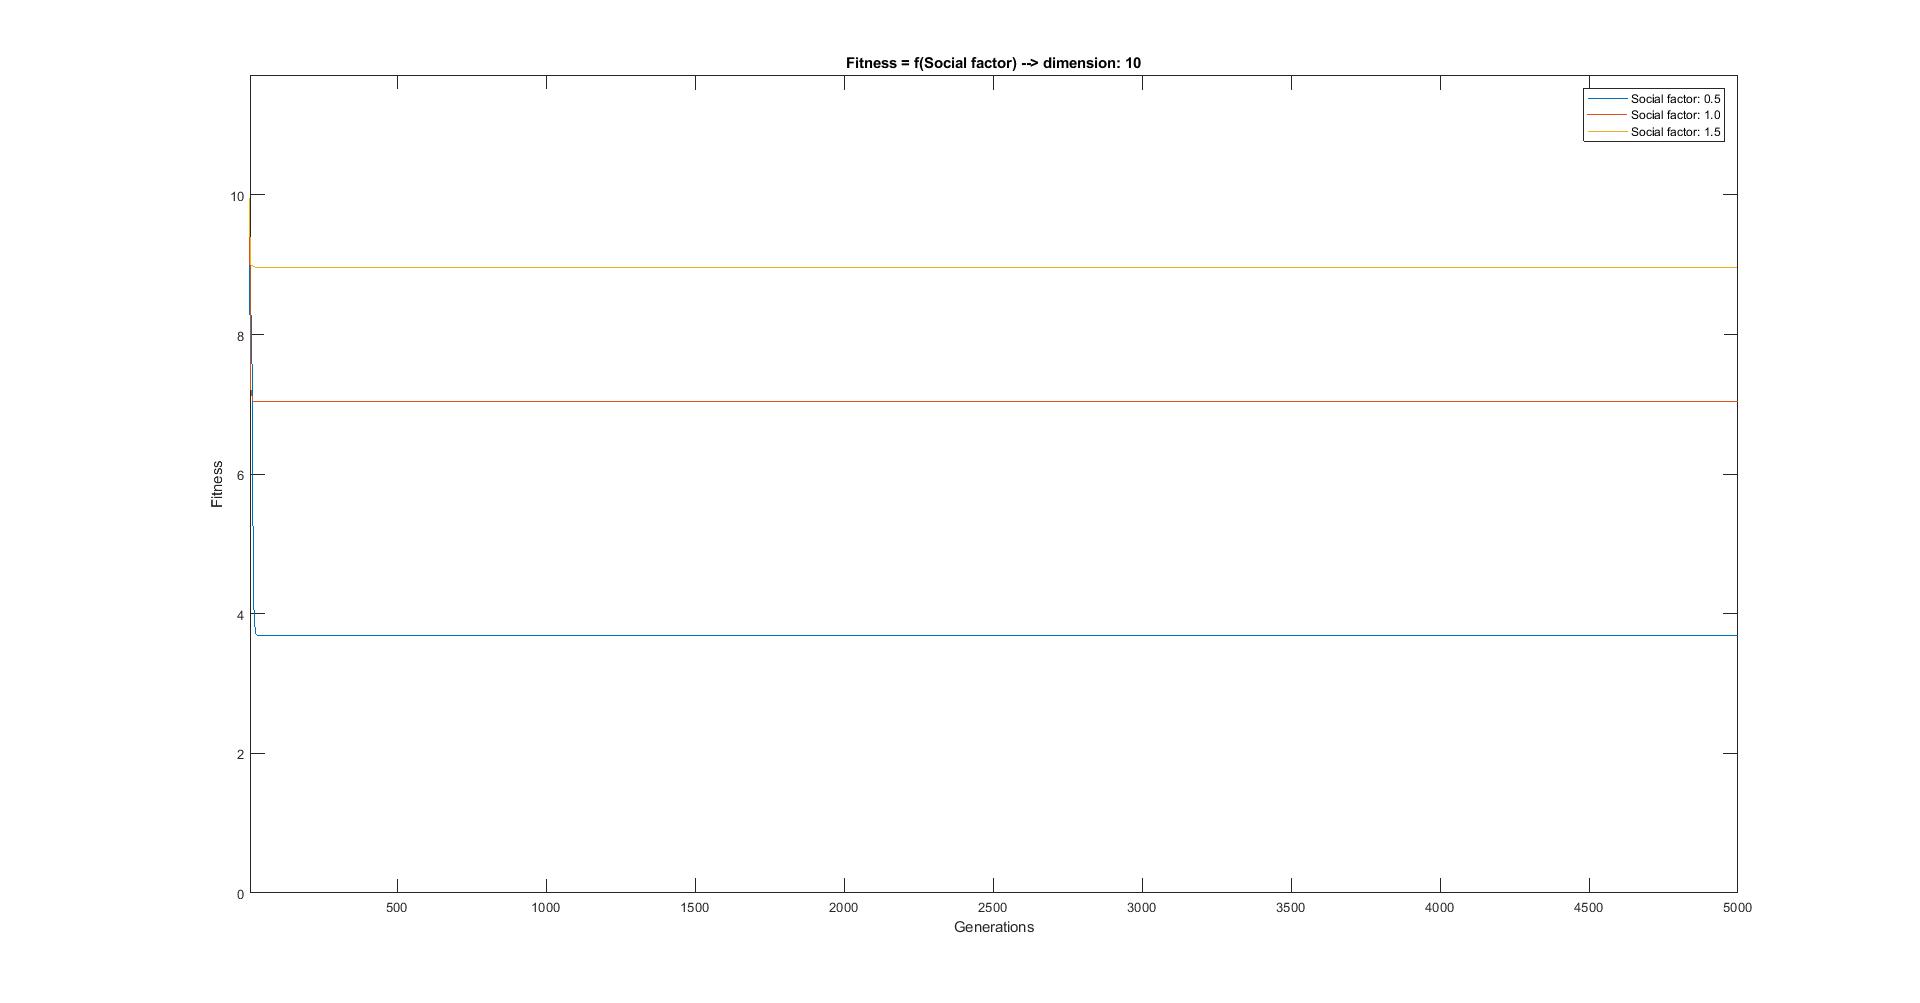 Fitness = f(Social factor) --> dimension: 10
Social factor: 0.5
Social factor: 1.0
Social factor: 1.5
10
8
6
4
2
0
Fitness
500 1000 1500 2000 2500 3000 3500 4000 4500 5000
Generations